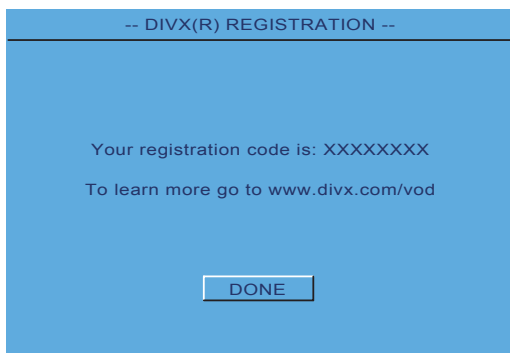 -- DIVX(R) REGISTRATION --
Your registration code is: XXXXXXXX
To learn more go to www.divx.com/vod
DONE